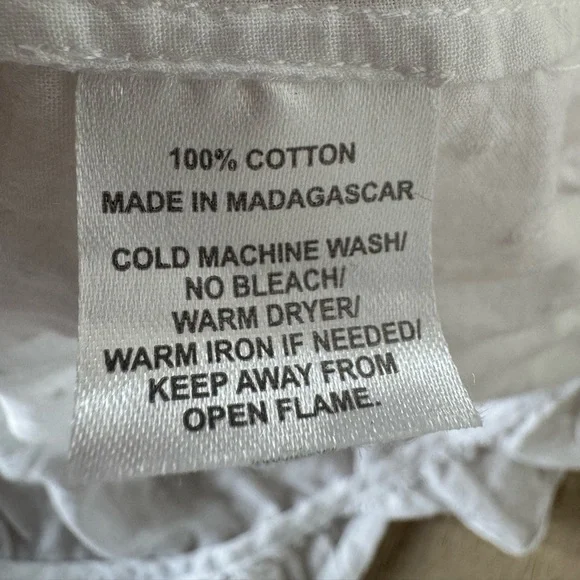 100% COTTON
MADE IN MADAGASCAR
COLD MACHINE WASH/
NO BLEACH/
WARM DRYER/
WARM IRON IF NEEDED/
KEEP AWAY FROM
OPEN FLAME.